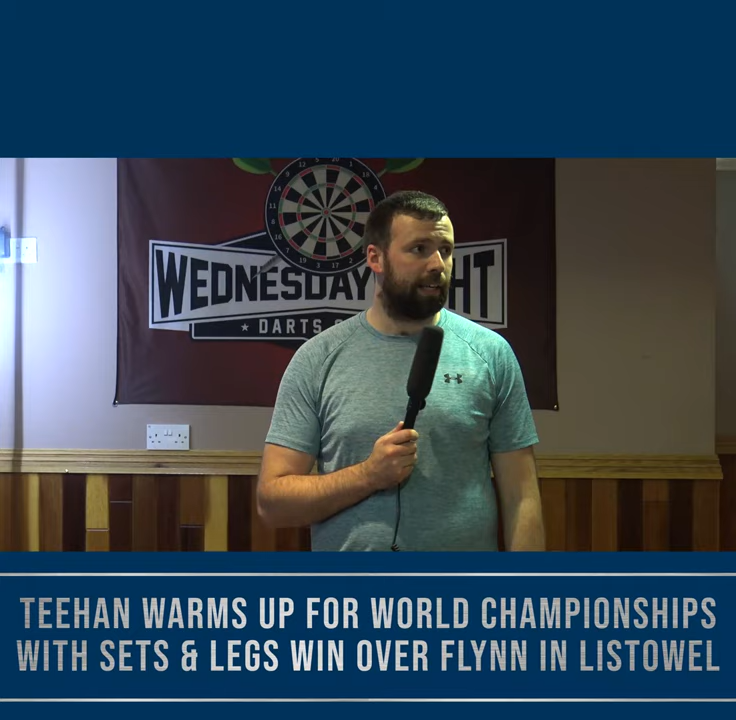 WEDNESDAY
DARTS
TEEHAN WARMS UP FOR WORLD CHAMPIONSHIPS
WITH SETS & LEGS WIN OVER FLYNN IN LISTOWEL